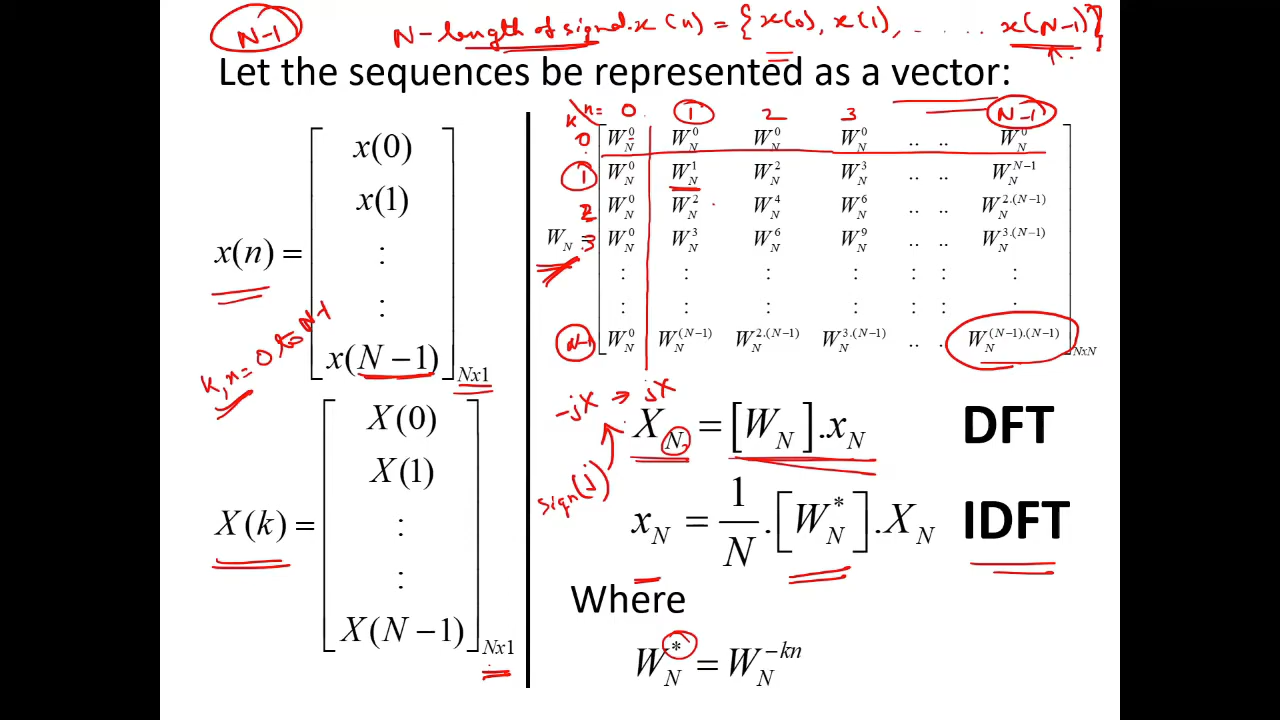 N-1
N-length of signal. x(n) = {x(0), x(1), ..... x(N-1)}
Let the sequences be represented as a vector:
x(n) =
x(0)
x(1)
:
:
x(N−1)
Nx1
k, n = 0 to N-1
X(k) =
X(0)
X(1)
:
:
X(N−1)
Nx1
k n= 0 1 2 3 N-1
0 W_N^0 W_N^0 W_N^0 W_N^0 .. .. W_N^0
1 W_N^0 W_N^1 W_N^2 W_N^3 .. .. W_N^{N−1}
2 W_N^0 W_N^2 W_N^4 W_N^6 .. .. W_N^{2.(N−1)}
W_N = 3 W_N^0 W_N^3 W_N^6 W_N^9 .. .. W_N^{3.(N−1)}
: : : : : : :
: : : : : : :
N-1 W_N^0 W_N^{(N−1)} W_N^{2.(N−1)} W_N^{3.(N−1)} .. .. W_N^{(N−1).(N−1)}
NxN
-jX → jX
X_N = [W_N].x_N DFT
sign(j)
x_N = 1/N.[W_N^*].X_N IDFT
Where
W_N^* = W_N^{−kn}